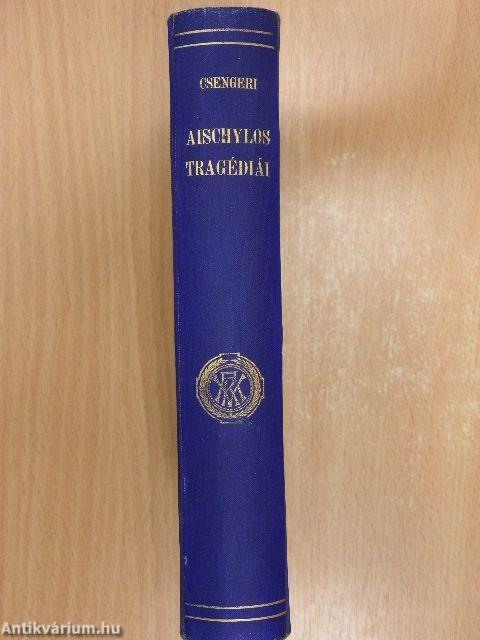 CSENGERI
AISCHYLOS
TRAGÉDIÁI
Antikvárium.hu